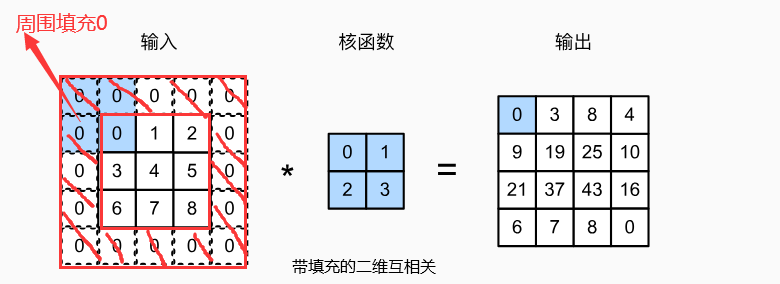 周围填充0
输入 核函数 输出
0 0 0 0 0
0 0 1 2 0
0 3 4 5 0
0 6 7 8 0
0 0 0 0 0
*
0 1
2 3
=
0 3 8 4
9 19 25 10
21 37 43 16
6 7 8 0
带填充的二维互相关